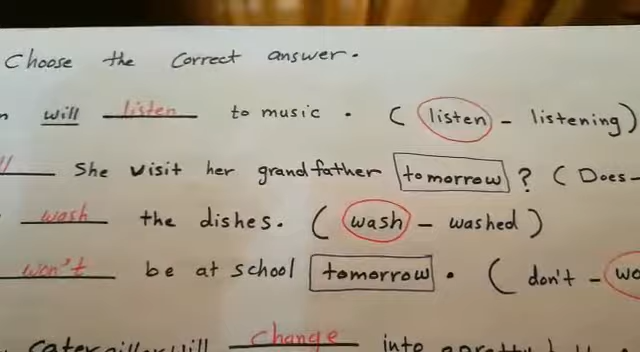 Choose the correct answer.
will listen to music. (listen - listening)
She visit her grandfather tomorrow ? (Does-
wash the dishes. (wash - washed)
won't be at school tomorrow. (don't -
change into